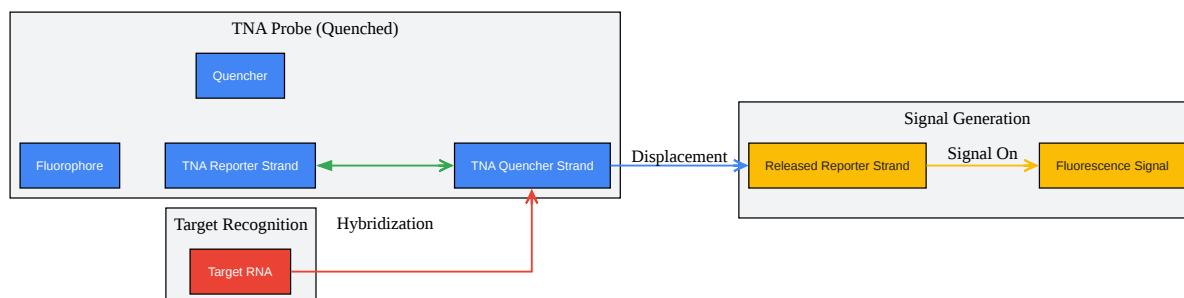 TNA Probe (Quenched)
Quencher
Fluorophore
TNA Reporter Strand
TNA Quencher Strand
Displacement
Signal Generation
Released Reporter Strand
Signal On
Fluorescence Signal
Target Recognition
Hybridization
Target RNA